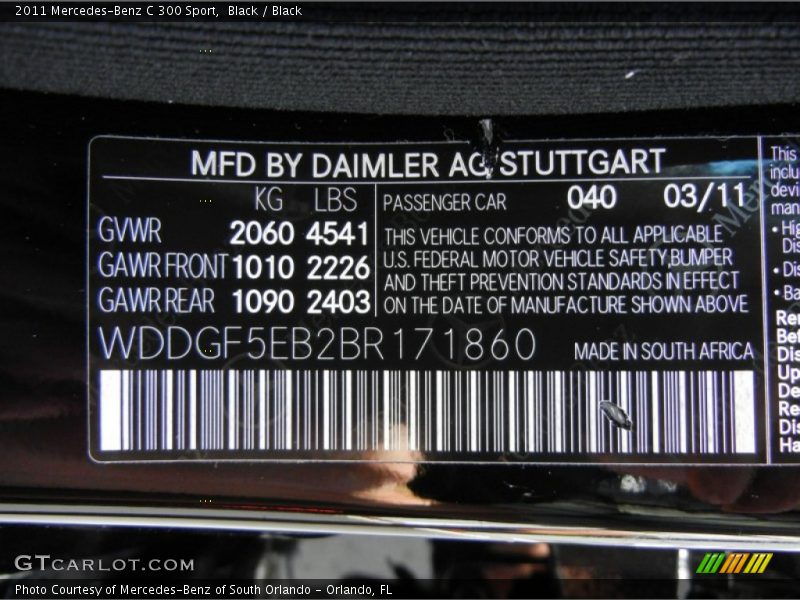 2011 Mercedes-Benz C 300 Sport,  Black / Black
MFD BY DAIMLER AG STUTTGART
KG LBS
GVWR 2060 4541
GAWR FRONT 1010 2226
GAWR REAR 1090 2403
PASSENGER CAR 040 03/11
THIS VEHICLE CONFORMS TO ALL APPLICABLE
U.S. FEDERAL MOTOR VEHICLE SAFETY,BUMPER
AND THEFT PREVENTION STANDARDS IN EFFECT
ON THE DATE OF MANUFACTURE SHOWN ABOVE
WDDGF5EB2BR171860
MADE IN SOUTH AFRICA
This
GTCARLOT.COM
Photo Courtesy of Mercedes-Benz of South Orlando - Orlando, FL